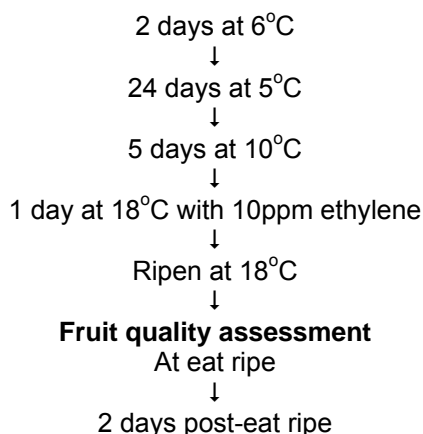 2 days at 6°C
↓
24 days at 5°C
↓
5 days at 10°C
↓
1 day at 18°C with 10ppm ethylene
↓
Ripen at 18°C
↓
Fruit quality assessment
At eat ripe
↓
2 days post-eat ripe